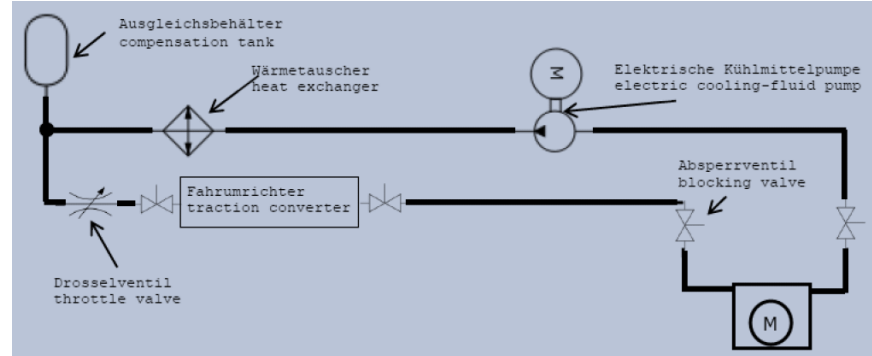 Ausgleichsbehälter
compensation tank
Wärmetauscher
heat exchanger
M
Elektrische Kühlmittelpumpe
electric cooling-fluid pump
Absperrventil
blocking valve
Fahrumrichter
traction converter
Drosselventil
throttle valve
M